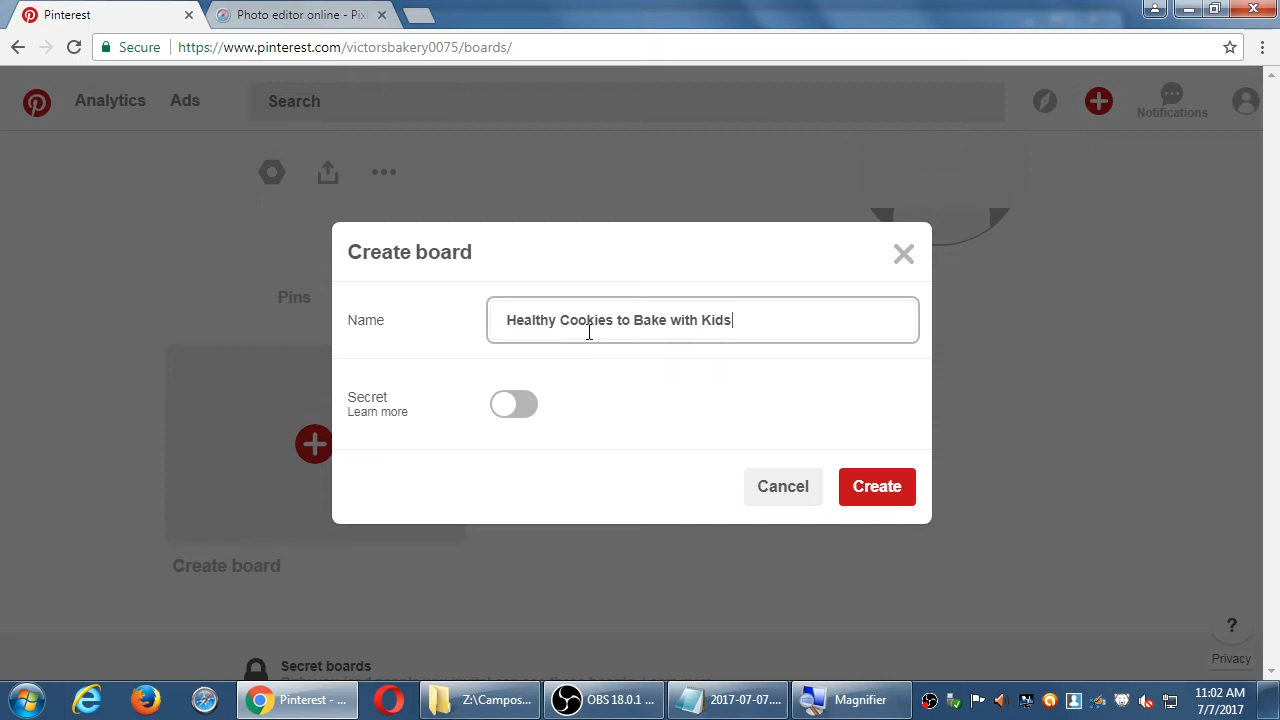 Pinterest
Photo editor online - Pixl
Secure
https://www.pinterest.com/victorsbakery0075/boards/
Analytics
Ads
Search
Notifications
Create board
Pins
Name
Healthy Cookies to Bake with Kids
Secret
Learn more
Cancel
Create
Create board
?
Secret boards
Privacy
Pinterest - ...
Z:\Campos...
OBS 18.0.1 ...
2017-07-07....
Magnifier
11:02 AM
7/7/2017